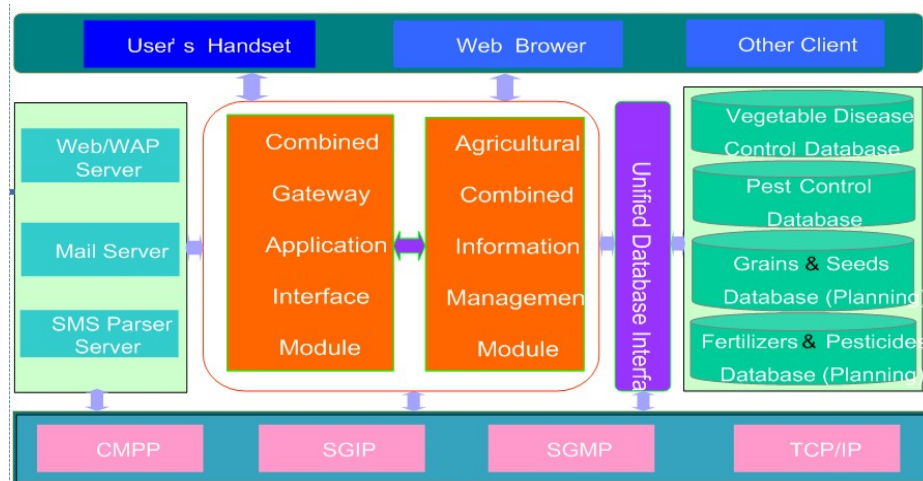 User's Handset
Web Brower
Other Client
Web/WAP
Server
Mail Server
SMS Parser
Server
Combined
Gateway
Application
Interface
Module
Agricultural
Combined
Information
Managemen
Module
Unified Database Interfa
Vegetable Disease
Control Database
Pest Control
Database
Grains & Seeds
Database (Planning)
Fertilizers & Pesticides
Database (Planning)
CMPP
SGIP
SGMP
TCP/IP